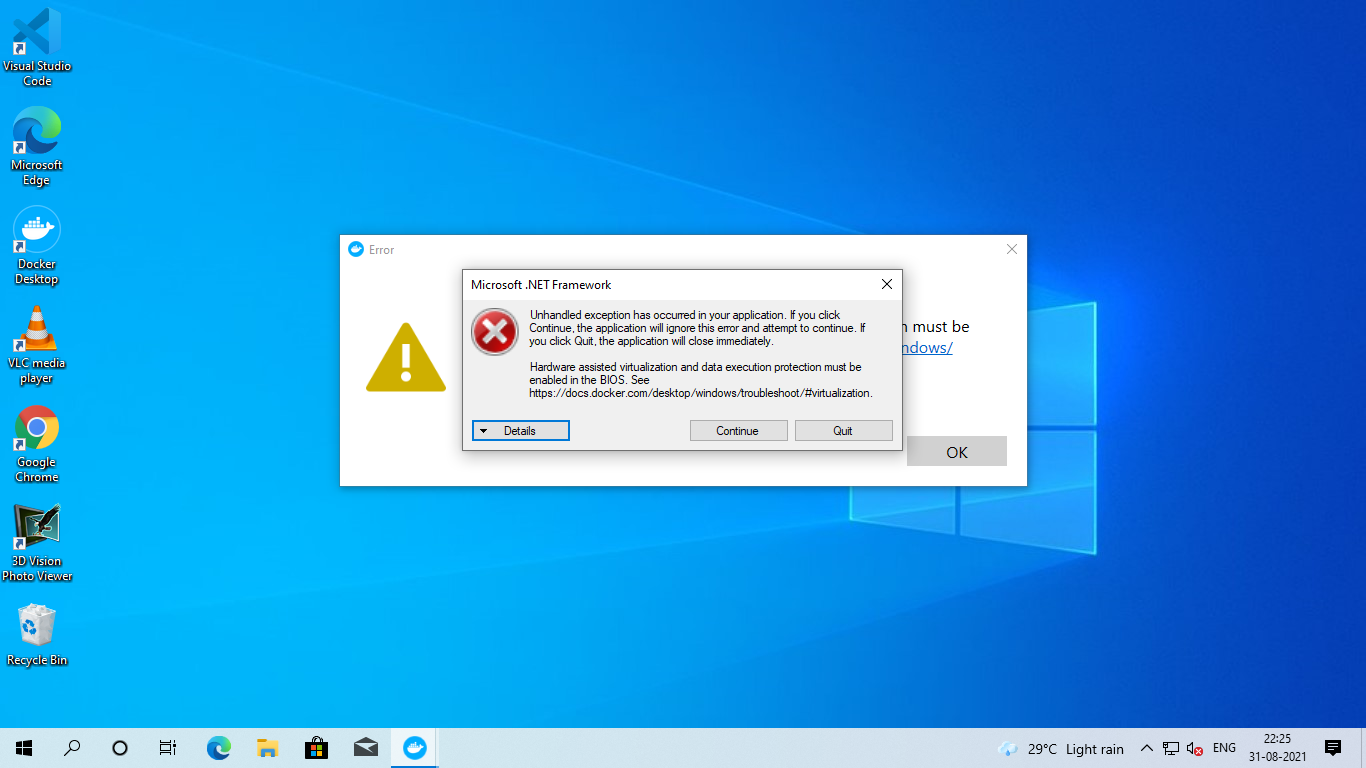 Visual Studio
Code
Microsoft
Edge
Docker
Desktop
VLC media
player
Google
Chrome
3D Vision
Photo Viewer
Recycle Bin
Error
must be
ndows/
OK
Microsoft .NET Framework
Unhandled exception has occurred in your application. If you click
Continue, the application will ignore this error and attempt to continue. If
you click Quit, the application will close immediately.
Hardware assisted virtualization and data execution protection must be
enabled in the BIOS. See
https://docs.docker.com/desktop/windows/troubleshoot/#virtualization.
Details
Continue
Quit
29°C Light rain
ENG
22:25
31-08-2021